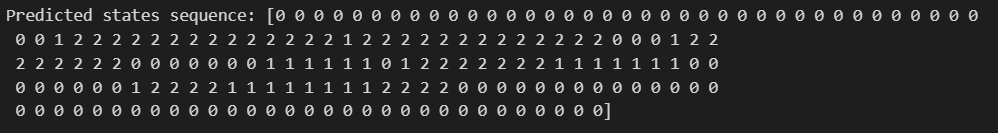 Predicted states sequence: [0 0 0 0 0 0 0 0 0 0 0 0 0 0 0 0 0 0 0 0 0 0 0 0 0 0 0 0 0 0 0 0 0 0 0 0 0
0 0 1 2 2 2 2 2 2 2 2 2 2 2 2 2 2 1 2 2 2 2 2 2 2 2 2 2 2 2 2 0 0 0 1 2 2
2 2 2 2 2 2 0 0 0 0 0 0 0 1 1 1 1 1 1 0 1 2 2 2 2 2 2 2 1 1 1 1 1 1 1 0 0
0 0 0 0 0 0 1 2 2 2 2 1 1 1 1 1 1 1 1 2 2 2 2 0 0 0 0 0 0 0 0 0 0 0 0 0 0
0 0 0 0 0 0 0 0 0 0 0 0 0 0 0 0 0 0 0 0 0 0 0 0 0 0 0 0 0 0 0]